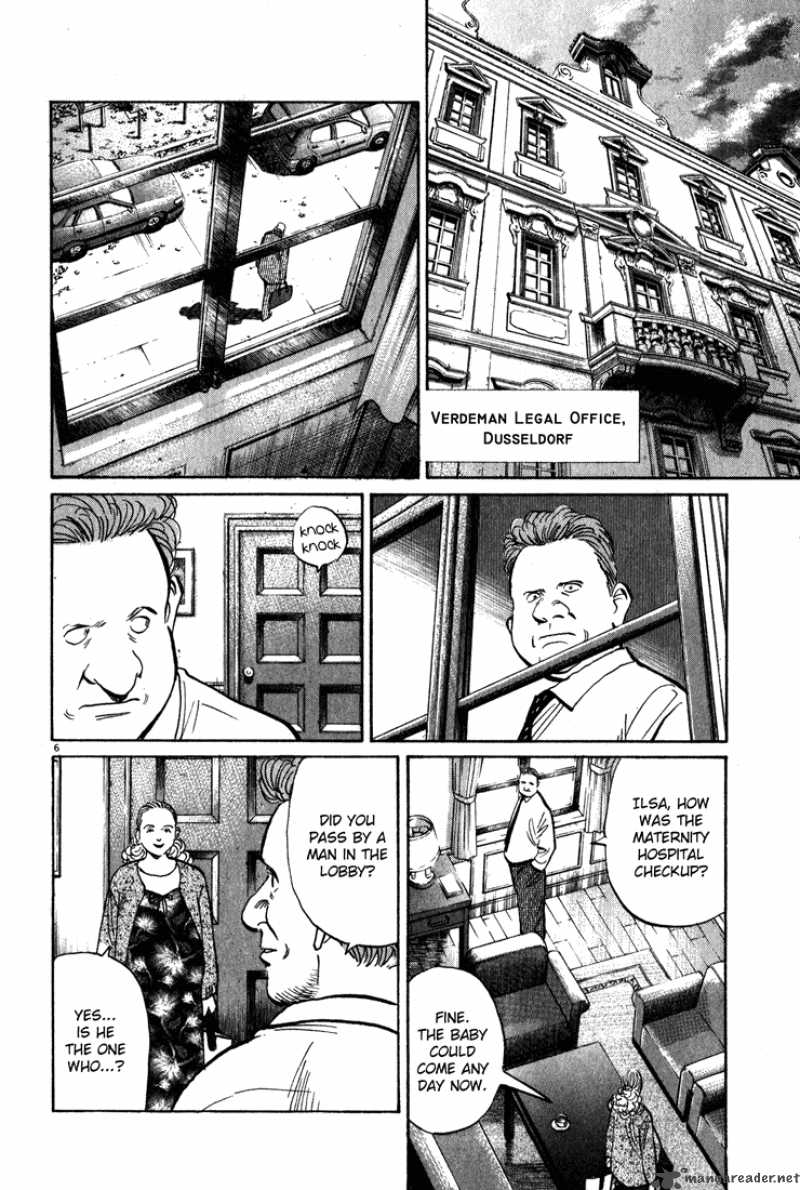 VERDEMAN LEGAL OFFICE,
DUSSELDORF
KNOCK
KNOCK
ILSA, HOW
WAS THE
MATERNITY
HOSPITAL
CHECKUP?
FINE.
THE BABY
COULD
COME ANY
DAY NOW.
DID YOU
PASS BY A
MAN IN THE
LOBBY?
YES...
IS HE
THE ONE
WHO...?
6
mangareader.net